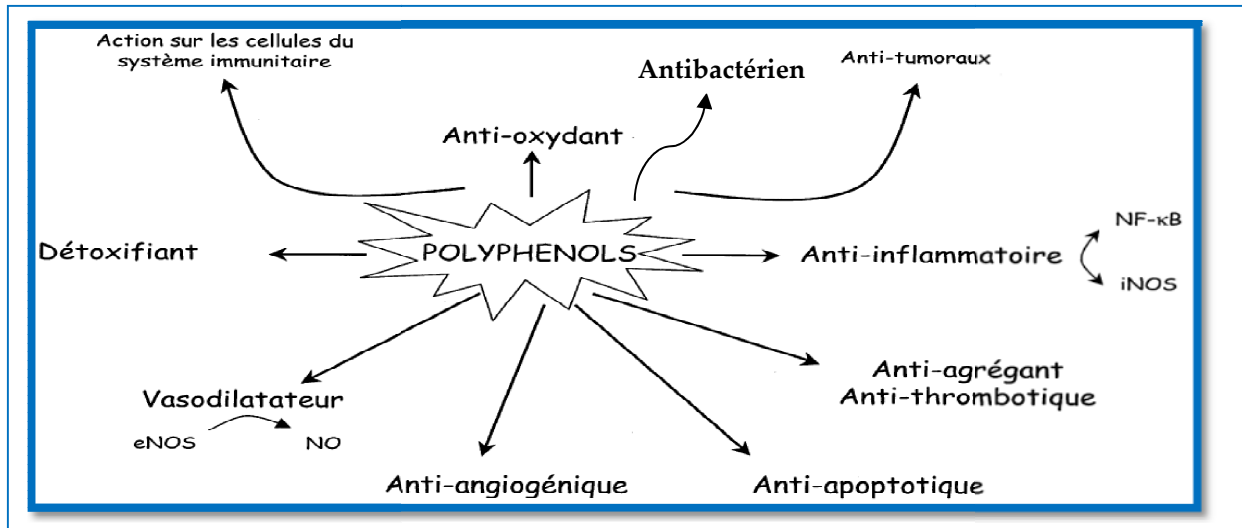 Action sur les cellules du
système immunitaire
Antibactérien
Anti-tumoraux
Anti-oxydant
NF-κB
Détoxifiant
POLYPHENOLS
Anti-inflammatoire
iNOS
Anti-agrégant
Anti-thrombotique
Vasodilatateur
eNOS NO
Anti-angiogénique
Anti-apoptotique